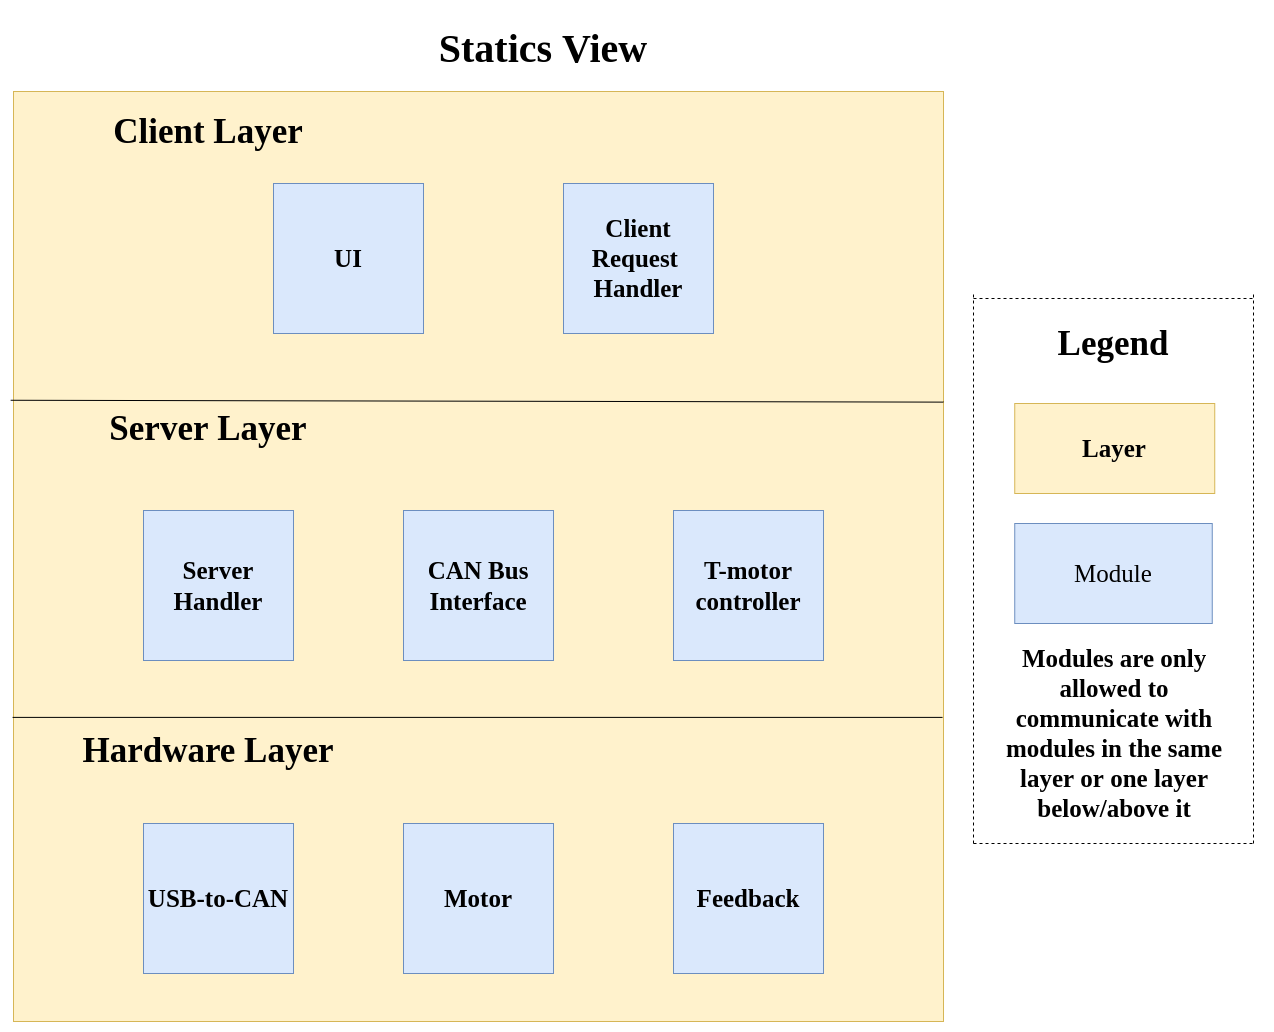 Statics View
Client Layer
UI
Client
Request
Handler
Server Layer
Server
Handler
CAN Bus
Interface
T-motor
controller
Hardware Layer
USB-to-CAN
Motor
Feedback
Legend
Layer
Module
Modules are only
allowed to
communicate with
modules in the same
layer or one layer
below/above it